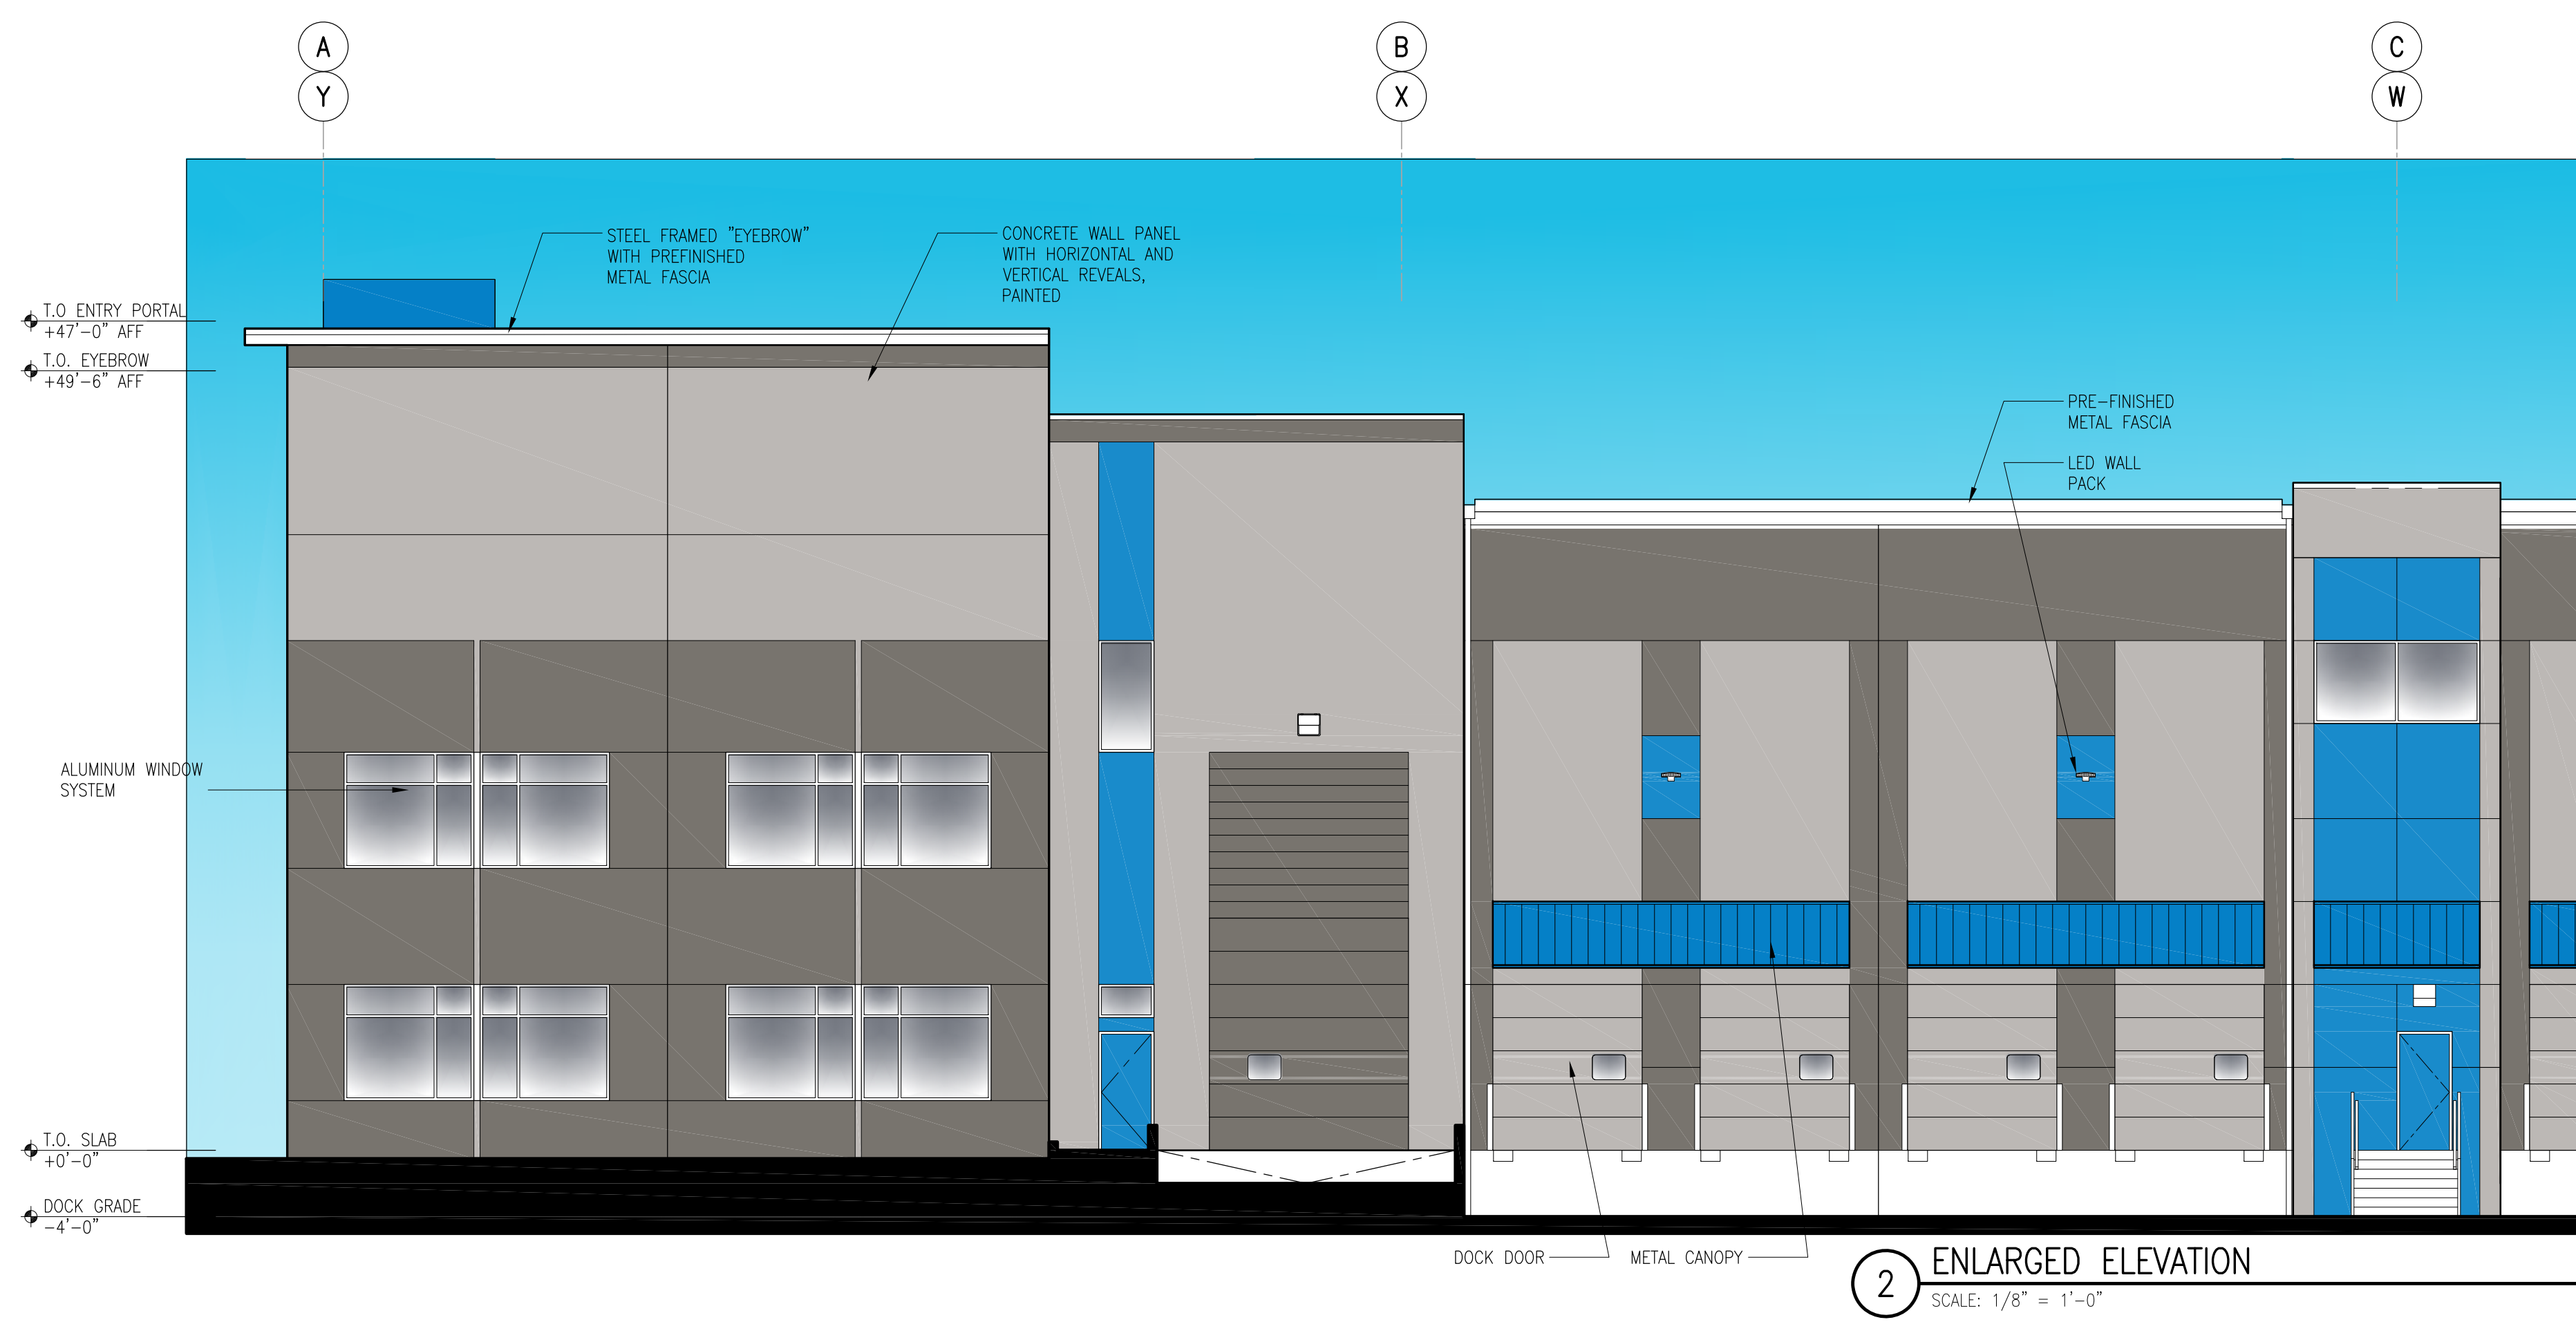 A
B
C
Y
X
W
STEEL FRAMED "EYEBROW"
WITH PREFINISHED
METAL FASCIA
CONCRETE WALL PANEL
WITH HORIZONTAL AND
VERTICAL REVEALS,
PAINTED
T.O ENTRY PORTAL
+47'-0" AFF
T.O. EYEBROW
+49'-6" AFF
PRE-FINISHED
METAL FASCIA
LED WALL
PACK
ALUMINUM WINDOW
SYSTEM
T.O. SLAB
+0'-0"
DOCK GRADE
-4'-0"
DOCK DOOR
METAL CANOPY
2
ENLARGED ELEVATION
SCALE: 1/8" = 1'-0"